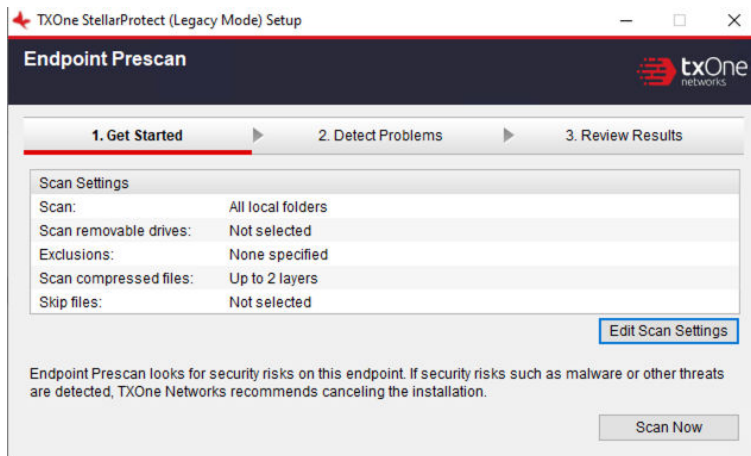 TXOne StellarProtect (Legacy Mode) Setup
Endpoint Prescan
txOne
networks
1. Get Started
2. Detect Problems
3. Review Results
Scan Settings
Scan: All local folders
Scan removable drives: Not selected
Exclusions: None specified
Scan compressed files: Up to 2 layers
Skip files: Not selected
Edit Scan Settings
Endpoint Prescan looks for security risks on this endpoint. If security risks such as malware or other threats
are detected, TXOne Networks recommends canceling the installation.
Scan Now